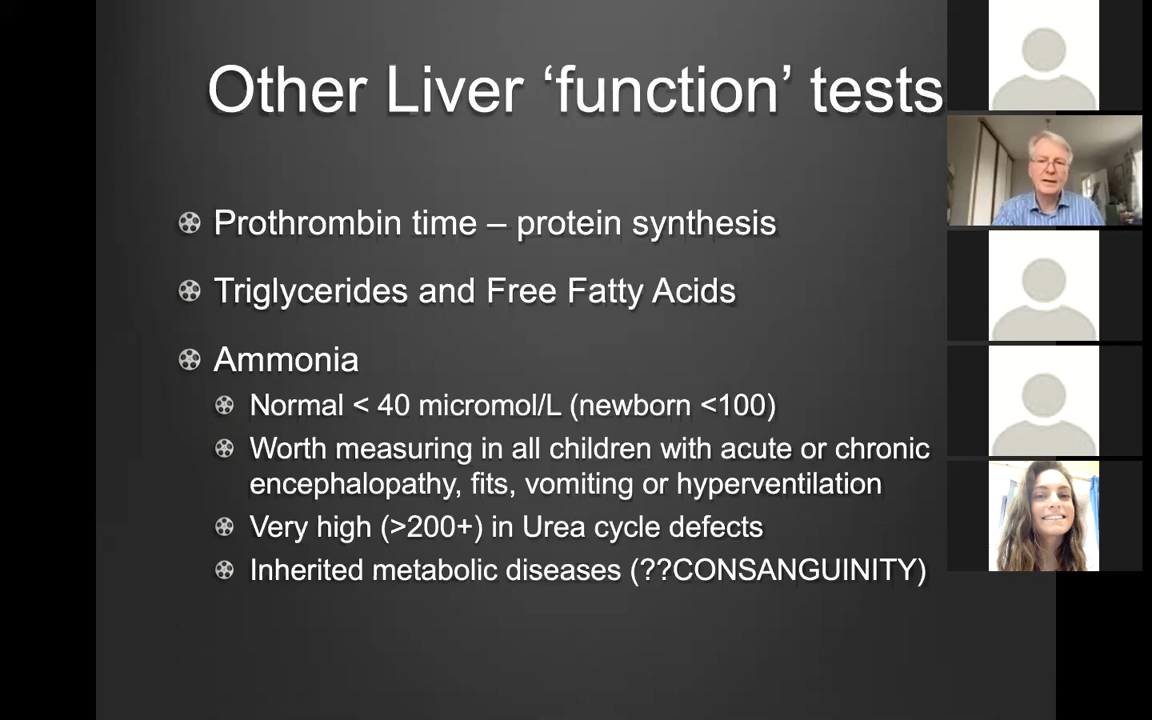 Other Liver ‘function’ tests
Prothrombin time – protein synthesis
Triglycerides and Free Fatty Acids
Ammonia
Normal < 40 micromol/L (newborn <100)
Worth measuring in all children with acute or chronic
encephalopathy, fits, vomiting or hyperventilation
Very high (>200+) in Urea cycle defects
Inherited metabolic diseases (??CONSANGUINITY)